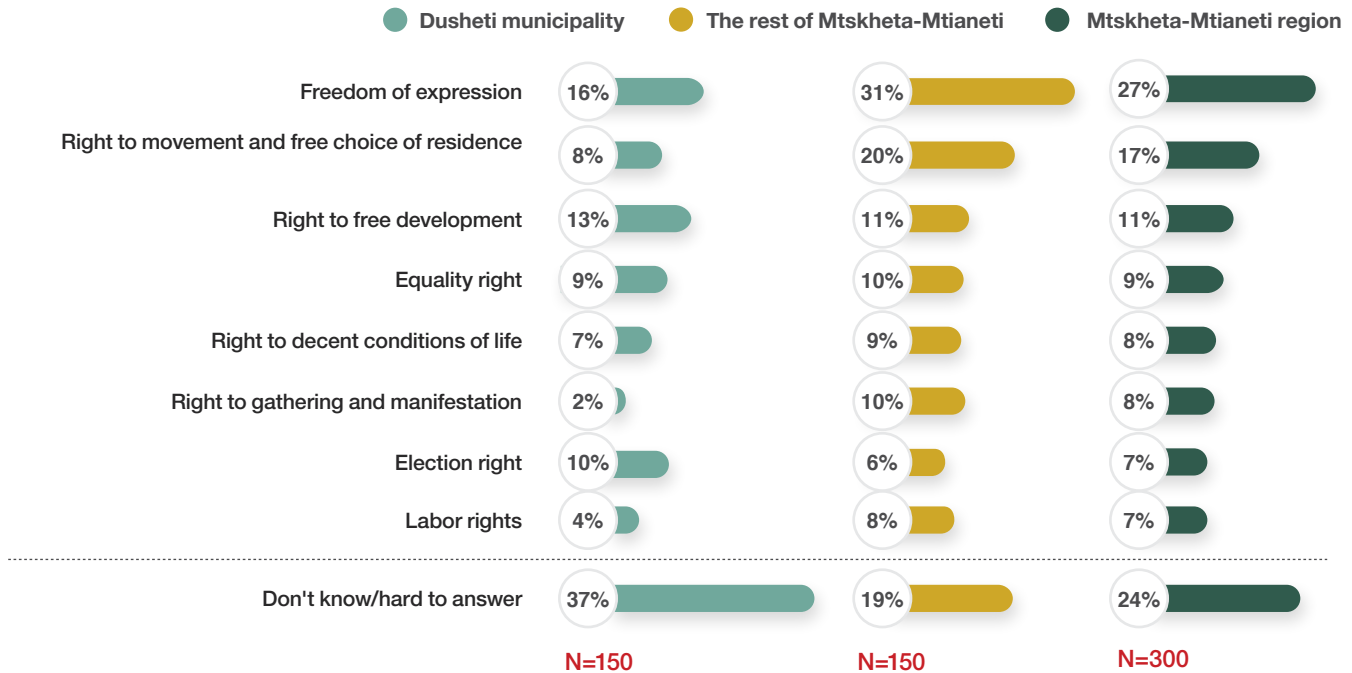 Dusheti municipality The rest of Mtskheta-Mtianeti Mtskheta-Mtianeti region
Freedom of expression 16% 31% 27%
Right to movement and free choice of residence 8% 20% 17%
Right to free development 13% 11% 11%
Equality right 9% 10% 9%
Right to decent conditions of life 7% 9% 8%
Right to gathering and manifestation 2% 10% 8%
Election right 10% 6% 7%
Labor rights 4% 8% 7%
Don't know/hard to answer 37% 19% 24%
N=150 N=150 N=300